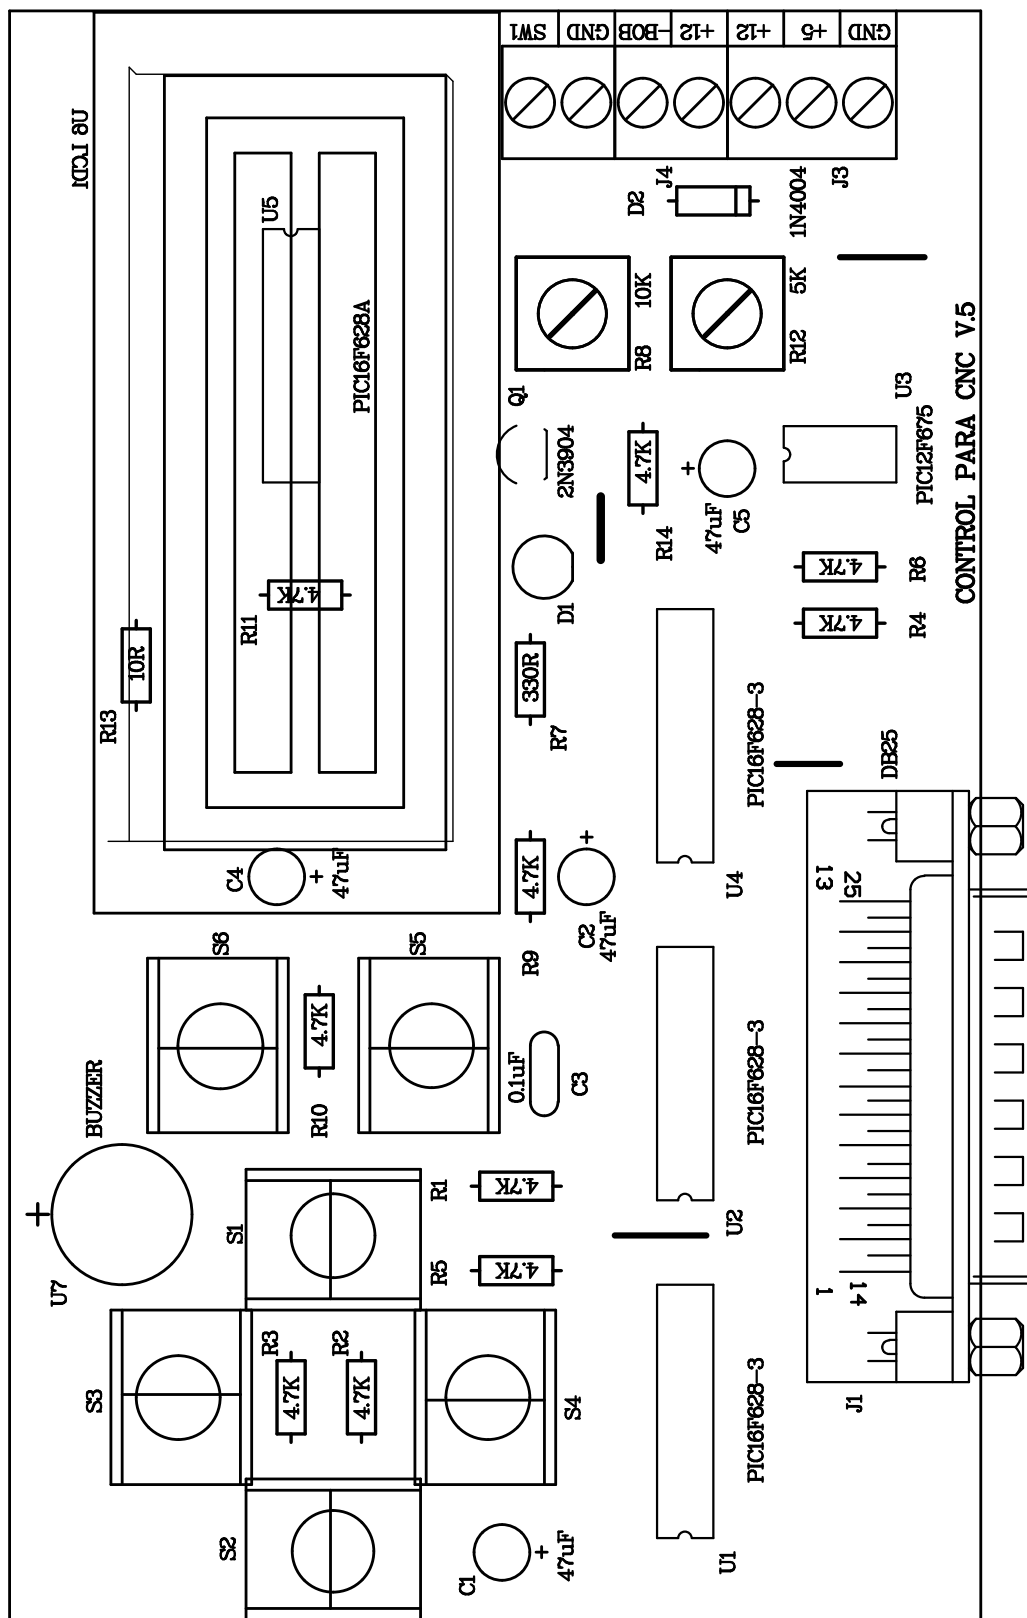 SW1
GND
-BOB
+12
+12
+5
GND
U6 LCD1
J4
J3
D2
1N4004
U5
PIC16F628A
10K
R8
5K
R12
Q1
2N3904
4.7K
R14
+
47uF
C5
U3
PIC12F675
CONTROL PARA CNC V.5
R11
4.7K
10R
R13
D1
330R
R7
4.7K
R6
4.7K
R4
PIC16F628-3
U4
DB25
C4
+
47uF
4.7K
R9
+
C2
47uF
13
25
S6
S5
4.7K
R10
BUZZER
0.1uF
C3
PIC16F628-3
U2
+
U7
S1
R1
4.7K
R5
4.7K
1
14
S3
R3
4.7K
R2
4.7K
S4
PIC16F628-3
U1
J1
S2
C1
+
47uF